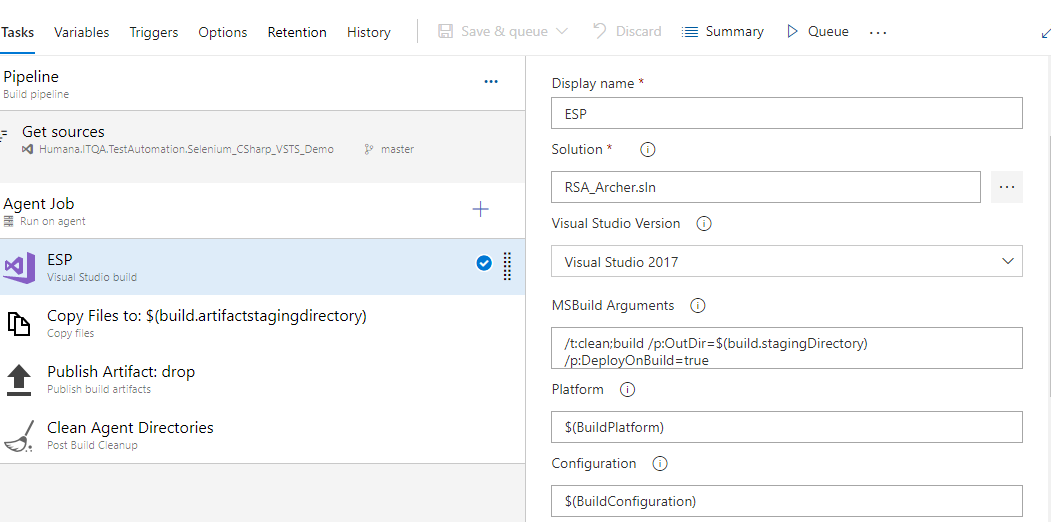 Tasks Variables Triggers Options Retention History Save & queue Discard Summary Queue ...
Pipeline
Build pipeline
Get sources
Humana.ITQA.TestAutomation.Selenium_CSharp_VSTS_Demo master
Agent Job
Run on agent
ESP
Visual Studio build
Copy Files to: $(build.artifactstagingdirectory)
Copy files
Publish Artifact: drop
Publish build artifacts
Clean Agent Directories
Post Build Cleanup
Display name *
ESP
Solution *
RSA_Archer.sln
Visual Studio Version
Visual Studio 2017
MSBuild Arguments
/t:clean;build /p:OutDir=$(build.stagingDirectory)
/p:DeployOnBuild=true
Platform
$(BuildPlatform)
Configuration
$(BuildConfiguration)